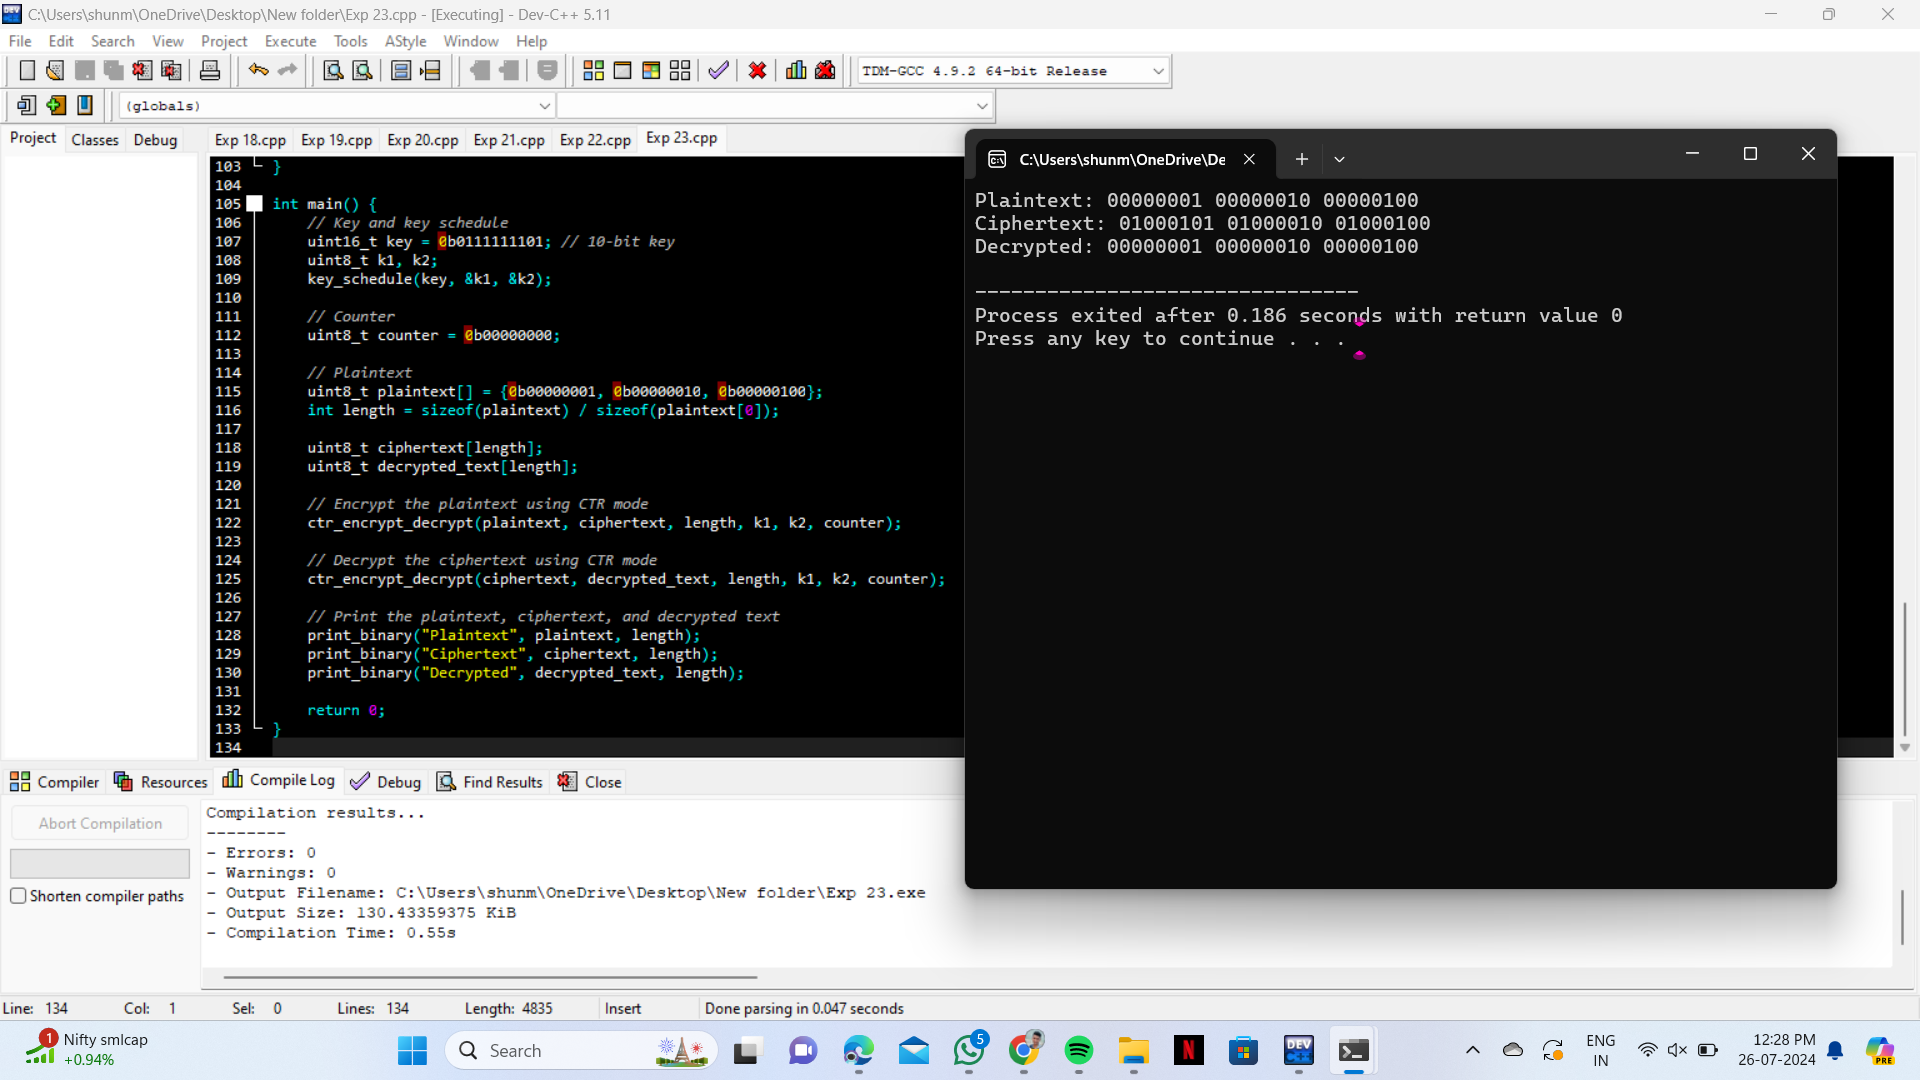 C:\Users\shunm\OneDrive\Desktop\New folder\Exp 23.cpp - [Executing] - Dev-C++ 5.11
File Edit Search View Project Execute Tools AStyle Window Help
TDM-GCC 4.9.2 64-bit Release
(globals)
Project Classes Debug
Exp 18.cpp Exp 19.cpp Exp 20.cpp Exp 21.cpp Exp 22.cpp Exp 23.cpp
103 }
104
105 int main() {
106 // Key and key schedule
107 uint16_t key = 0b0111111101; // 10-bit key
108 uint8_t k1, k2;
109 key_schedule(key, &k1, &k2);
110
111 // Counter
112 uint8_t counter = 0b00000000;
113
114 // Plaintext
115 uint8_t plaintext[] = {0b00000001, 0b00000010, 0b00000100};
116 int length = sizeof(plaintext) / sizeof(plaintext[0]);
117
118 uint8_t ciphertext[length];
119 uint8_t decrypted_text[length];
120
121 // Encrypt the plaintext using CTR mode
122 ctr_encrypt_decrypt(plaintext, ciphertext, length, k1, k2, counter);
123
124 // Decrypt the ciphertext using CTR mode
125 ctr_encrypt_decrypt(ciphertext, decrypted_text, length, k1, k2, counter);
126
127 // Print the plaintext, ciphertext, and decrypted text
128 print_binary("Plaintext", plaintext, length);
129 print_binary("Ciphertext", ciphertext, length);
130 print_binary("Decrypted", decrypted_text, length);
131
132 return 0;
133 }
134
C:\Users\shunm\OneDrive\De
Plaintext: 00000001 00000010 00000100
Ciphertext: 01000101 01000010 01000100
Decrypted: 00000001 00000010 00000100
--------------------------------
Process exited after 0.186 seconds with return value 0
Press any key to continue . . .
Compiler Resources Compile Log Debug Find Results Close
Abort Compilation
Shorten compiler paths
Compilation results...
--------
- Errors: 0
- Warnings: 0
- Output Filename: C:\Users\shunm\OneDrive\Desktop\New folder\Exp 23.exe
- Output Size: 130.43359375 KiB
- Compilation Time: 0.55s
Line: 134 Col: 1 Sel: 0 Lines: 134 Length: 4835 Insert Done parsing in 0.047 seconds
1 Nifty smlcap
+0.94%
Search
5
DEV C++
ENG
IN
12:28 PM
26-07-2024
PRE